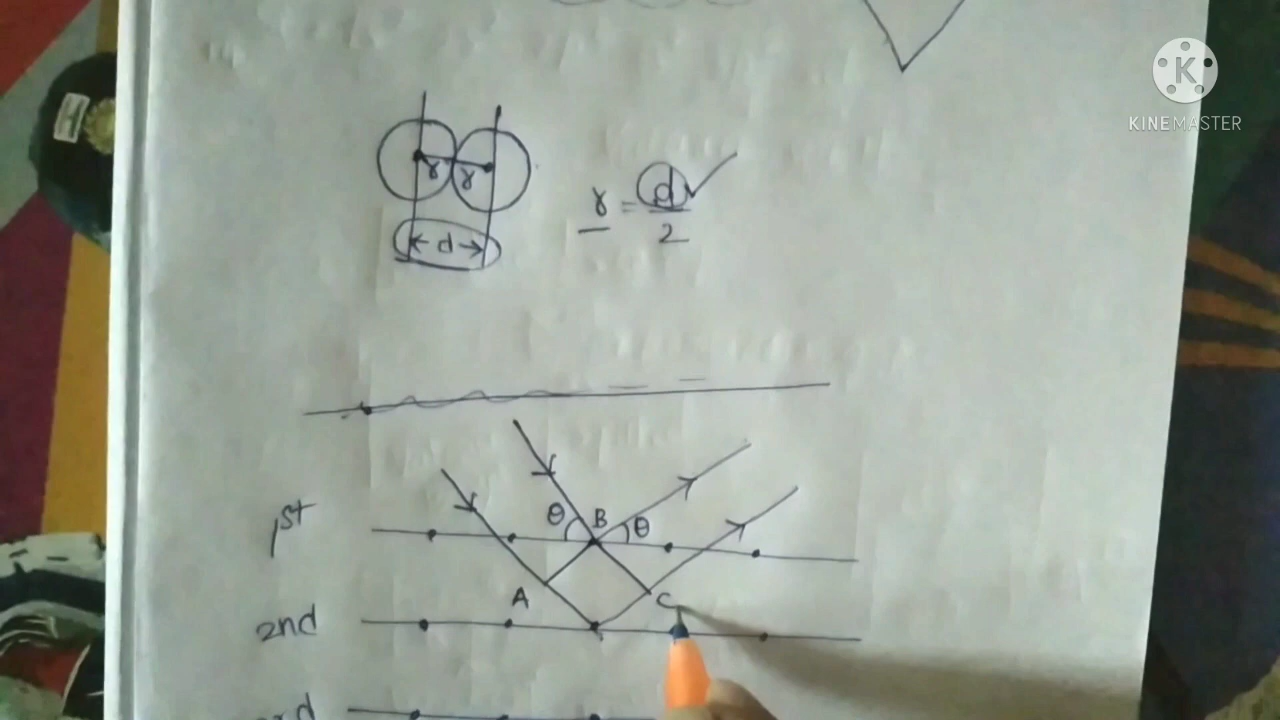 KINEMASTER
r r
r = d/2
d
θ B θ
1st
A C
2nd